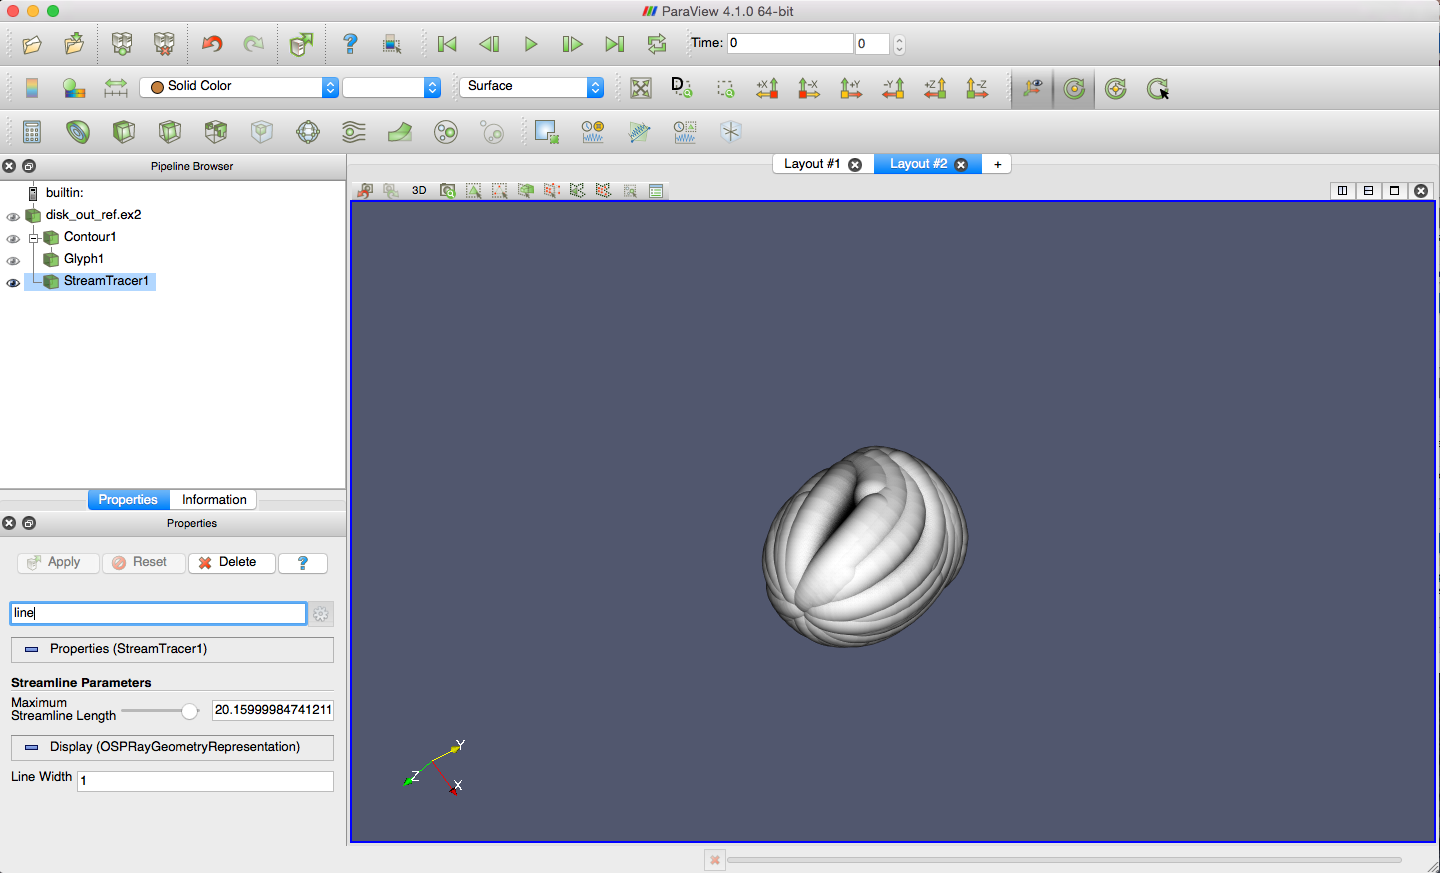 ParaView 4.1.0 64-bit
Time: 0 0
Solid Color Surface
D +X -X +Y -Y +Z -Z
Pipeline Browser
Layout #1 Layout #2 +
3D
builtin:
disk_out_ref.ex2
Contour1
Glyph1
StreamTracer1
Properties Information
Properties
Apply Reset Delete ?
line
Properties (StreamTracer1)
Streamline Parameters
Maximum
Streamline Length 20.15999984741211
Display (OSPRayGeometryRepresentation)
Line Width 1
Y
Z
X